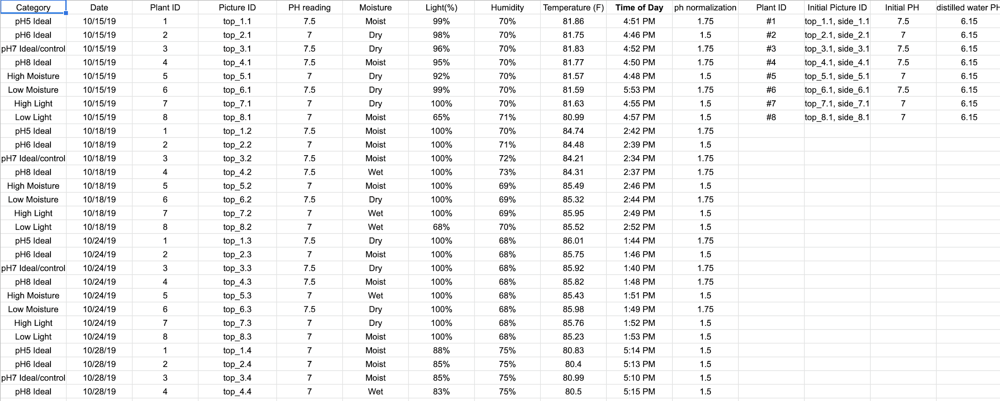 Category Date Plant ID Picture ID PH reading Moisture Light(%) Humidity Temperature (F) Time of Day ph normalization Plant ID Initial Picture ID Initial PH distilled water PH
pH5 Ideal 10/15/19 1 top_1.1 7.5 Moist 99% 70% 81.86 4:51 PM 1.75 #1 top_1.1, side_1.1 7.5 6.15
pH6 Ideal 10/15/19 2 top_2.1 7 Dry 98% 70% 81.75 4:46 PM 1.5 #2 top_2.1, side_2.1 7 6.15
pH7 Ideal/control 10/15/19 3 top_3.1 7.5 Dry 96% 70% 81.83 4:52 PM 1.75 #3 top_3.1, side_3.1 7.5 6.15
pH8 Ideal 10/15/19 4 top_4.1 7.5 Moist 95% 70% 81.77 4:50 PM 1.75 #4 top_4.1, side_4.1 7.5 6.15
High Moisture 10/15/19 5 top_5.1 7 Dry 92% 70% 81.57 4:48 PM 1.5 #5 top_5.1, side_5.1 7 6.15
Low Moisture 10/15/19 6 top_6.1 7.5 Dry 99% 70% 81.59 5:53 PM 1.75 #6 top_6.1, side_6.1 7.5 6.15
High Light 10/15/19 7 top_7.1 7 Dry 100% 70% 81.63 4:55 PM 1.5 #7 top_7.1, side_7.1 7 6.15
Low Light 10/15/19 8 top_8.1 7 Moist 65% 71% 80.99 4:57 PM 1.5 #8 top_8.1, side_8.1 7 6.15
pH5 Ideal 10/18/19 1 top_1.2 7.5 Moist 100% 70% 84.74 2:42 PM 1.75
pH6 Ideal 10/18/19 2 top_2.2 7 Moist 100% 71% 84.48 2:39 PM 1.5
pH7 Ideal/control 10/18/19 3 top_3.2 7.5 Moist 100% 72% 84.21 2:34 PM 1.75
pH8 Ideal 10/18/19 4 top_4.2 7.5 Wet 100% 73% 84.31 2:37 PM 1.75
High Moisture 10/18/19 5 top_5.2 7 Moist 100% 69% 85.49 2:46 PM 1.5
Low Moisture 10/18/19 6 top_6.2 7.5 Dry 100% 69% 85.32 2:44 PM 1.75
High Light 10/18/19 7 top_7.2 7 Wet 100% 69% 85.95 2:49 PM 1.5
Low Light 10/18/19 8 top_8.2 7 Wet 68% 70% 85.52 2:52 PM 1.5
pH5 Ideal 10/24/19 1 top_1.3 7.5 Dry 100% 68% 86.01 1:44 PM 1.75
pH6 Ideal 10/24/19 2 top_2.3 7 Moist 100% 68% 85.75 1:46 PM 1.5
pH7 Ideal/control 10/24/19 3 top_3.3 7.5 Dry 100% 68% 85.92 1:40 PM 1.75
pH8 Ideal 10/24/19 4 top_4.3 7.5 Moist 100% 68% 85.82 1:48 PM 1.75
High Moisture 10/24/19 5 top_5.3 7 Wet 100% 68% 85.43 1:51 PM 1.5
Low Moisture 10/24/19 6 top_6.3 7.5 Dry 100% 68% 85.98 1:49 PM 1.75
High Light 10/24/19 7 top_7.3 7 Dry 100% 68% 85.76 1:52 PM 1.5
Low Light 10/24/19 8 top_8.3 7 Moist 100% 68% 85.23 1:53 PM 1.5
pH5 Ideal 10/28/19 1 top_1.4 7 Moist 88% 75% 80.83 5:14 PM 1.5
pH6 Ideal 10/28/19 2 top_2.4 7 Moist 85% 75% 80.4 5:13 PM 1.5
pH7 Ideal/control 10/28/19 3 top_3.4 7 Moist 85% 75% 80.99 5:10 PM 1.5
pH8 Ideal 10/28/19 4 top_4.4 7 Wet 83% 75% 80.5 5:15 PM 1.5